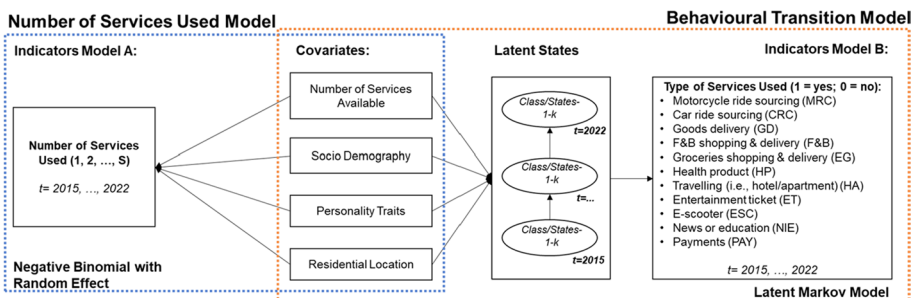 Number of Services Used Model
Behavioural Transition Model
Indicators Model A:
Covariates:
Latent States
Indicators Model B:
Number of Services
Used (1, 2, …, S)
t= 2015, …, 2022
Number of Services
Available
Socio Demography
Personality Traits
Residential Location
Class/States-
1-k
t=2022
Class/States-
1-k
t=...
Class/States-
1-k
t=2015
Type of Services Used (1 = yes; 0 = no):
• Motorcycle ride sourcing (MRC)
• Car ride sourcing (CRC)
• Goods delivery (GD)
• F&B shopping & delivery (F&B)
• Groceries shopping & delivery (EG)
• Health product (HP)
• Travelling (i.e., hotel/apartment) (HA)
• Entertainment ticket (ET)
• E-scooter (ESC)
• News or education (NIE)
• Payments (PAY)
t= 2015, …, 2022
Negative Binomial with
Random Effect
Latent Markov Model